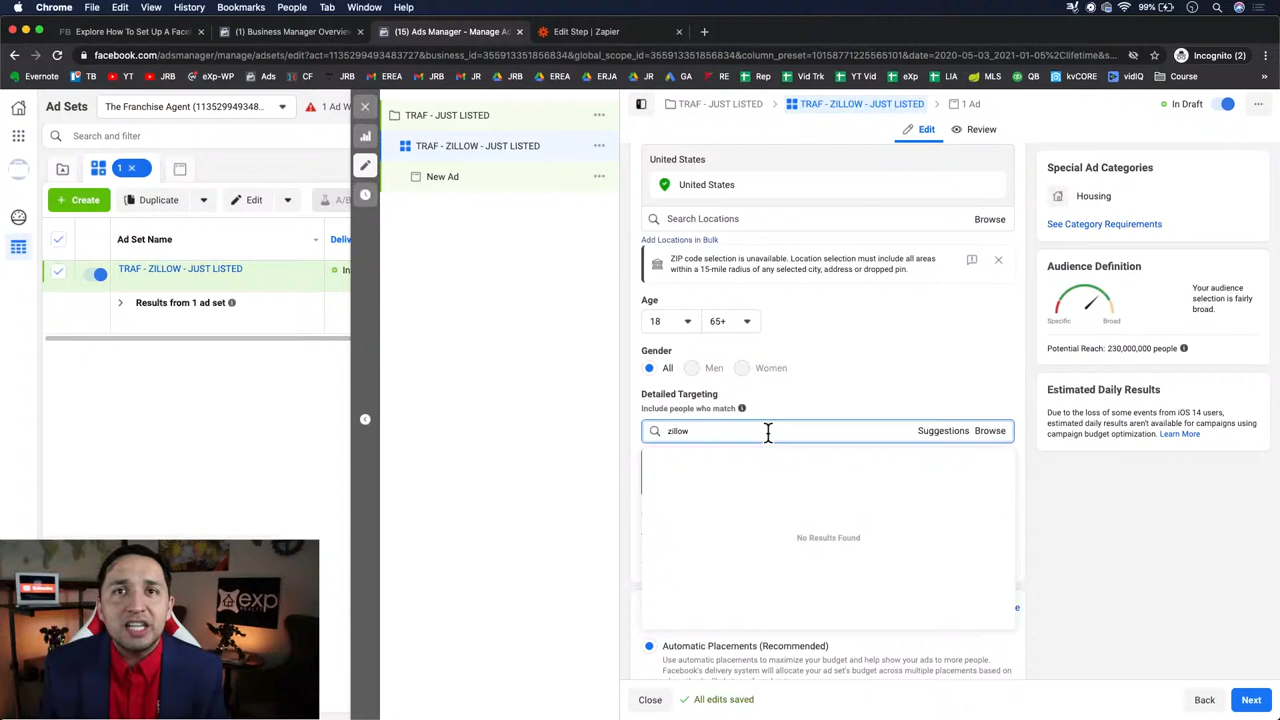 Chrome File Edit View History Bookmarks People Tab Window Help
99%
Explore How To Set Up A Face
(1) Business Manager Overview
(15) Ads Manager - Manage Ad
Edit Step | Zapier
facebook.com/adsmanager/manage/adsets/edit?act=113529949348387&business_id=355913351835684&global_scope_id=355913351835684&column_preset=10158771225565101&date=2020-05-03_2021-01-05%2Clifetime&s...
Incognito (2)
Evernote TB YT JRB eXp-WP Ads CF JRB EREA JF JM JR EREA ERJA GA RE Rep Vid Tit YT Vid exp LIA MLS kvCORE vidIQ Course
Ad Sets
The Franchise Agent (113529949348...
1 Ad W
Search and filter
1
Create
Duplicate
Edit
A/B
Ad Set Name
Deliv
TRAF - ZILLOW - JUST LISTED
In
Results from 1 ad set
TRAF - JUST LISTED
TRAF - ZILLOW - JUST LISTED
New Ad
TRAF - JUST LISTED
TRAF - ZILLOW - JUST LISTED
1 Ad
In Draft
Edit
Review
United States
United States
Search Locations
Browse
Add Locations in Bulk
ZIP code selection is unavailable. Location selection must include all areas
within a 15-mile radius of any selected city, address or dropped pin.
Age
18
65+
Gender
All
Men
Women
Detailed Targeting
Include people who match
zillow
Suggestions
Browse
No Results Found
Automatic Placements (Recommended)
Use automatic placements to maximize your budget and help show your ads to more people.
Facebook's delivery system will allocate your ad set's budget across multiple placements based on
Close
All edits saved
Back
Next
Special Ad Categories
Housing
See Category Requirements
Audience Definition
Specific
Broad
Your audience
selection is fairly
broad.
Potential Reach: 230,000,000 people
Estimated Daily Results
Due to the loss of some events from iOS 14 users,
estimated daily results aren't available for campaigns using
campaign budget optimization. Learn More
exp
REALTY